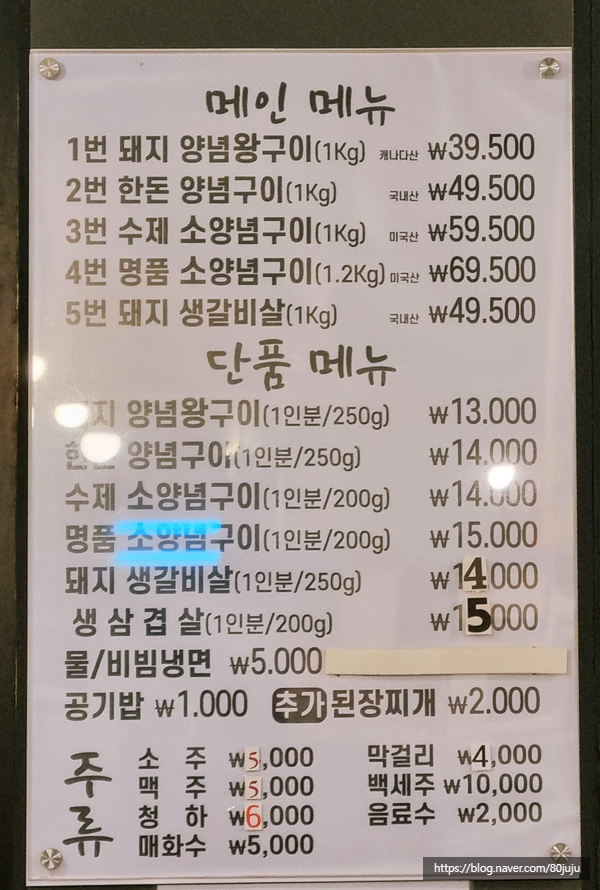 메인 메뉴
1번 돼지 양념왕구이(1Kg) 캐나다산 ₩39.500
2번 한돈 양념구이(1Kg) 국내산 ₩49.500
3번 수제 소양념구이(1Kg) 미국산 ₩59.500
4번 명품 소양념구이(1.2Kg) 미국산 ₩69.500
5번 돼지 생갈비살(1Kg) 국내산 ₩49.500
단품 메뉴
돼지 양념왕구이(1인분/250g) ₩13.000
한돈 양념구이(1인분/250g) ₩14.000
수제 소양념구이(1인분/200g) ₩14.000
명품 소양념구이(1인분/200g) ₩15.000
돼지 생갈비살(1인분/250g) ₩14.000
생 삼 겹 살(1인분/200g) ₩15.000
물/비빔냉면 ₩5.000
공기밥 ₩1.000 추가 된장찌개 ₩2.000
주류
소 주 ₩5,000 막걸리 ₩4,000
맥 주 ₩5,000 백세주 ₩10,000
청 하 ₩6,000 음료수 ₩2,000
매화수 ₩5,000
https://blog.naver.com/80juju